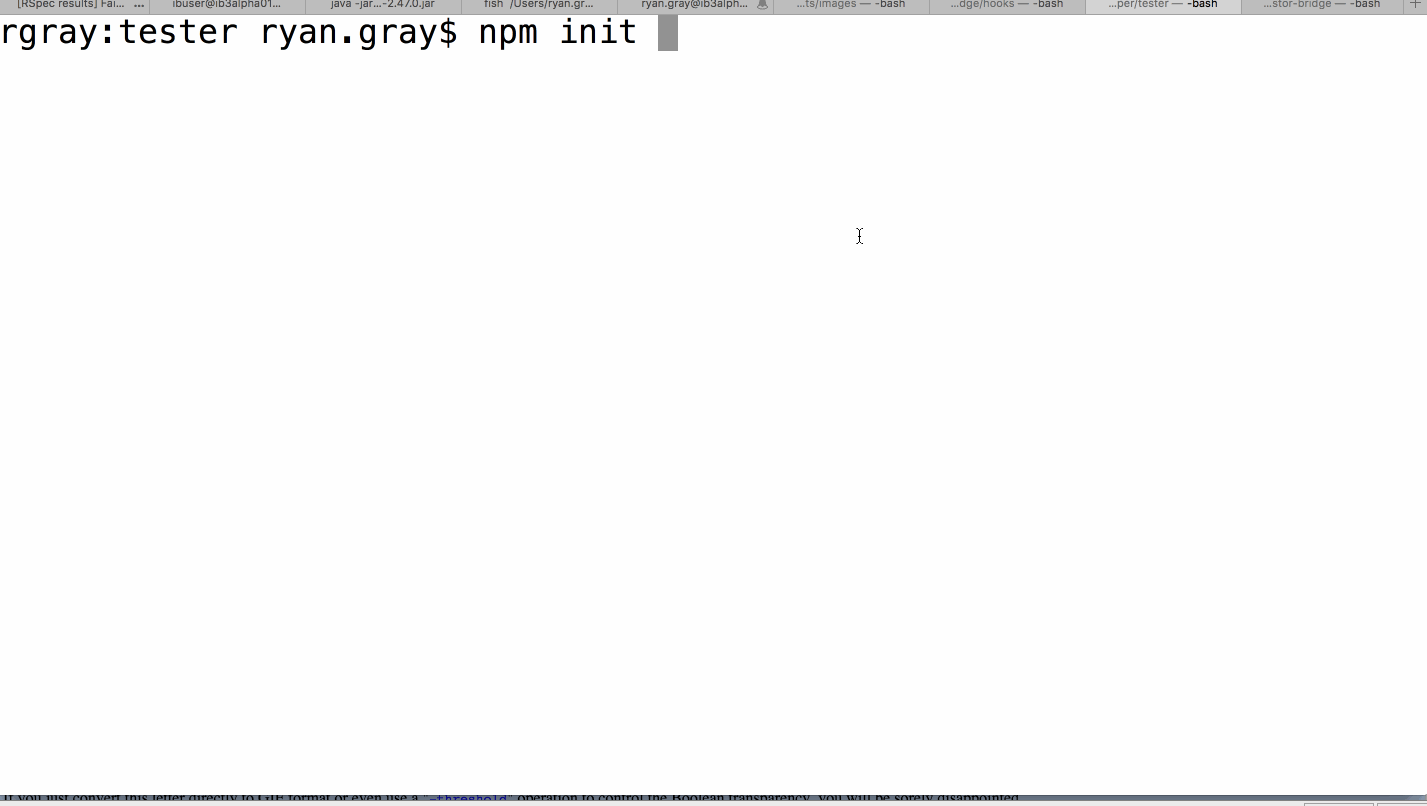 [RSpec results] Fai... ... ibuser@ib3alpha01... java -jar...-2.47.0.jar fish /Users/ryan.gr... ryan.gray@ib3alph... ...ts/images — -bash ...dge/hooks — -bash ...per/tester — -bash ...stor-bridge — -bash
rgray:tester ryan.gray$ npm init
If you just convert this letter directly to GIF format or even use a "-threshold" operation to control the Boolean transparency, you will be sorely disappointed